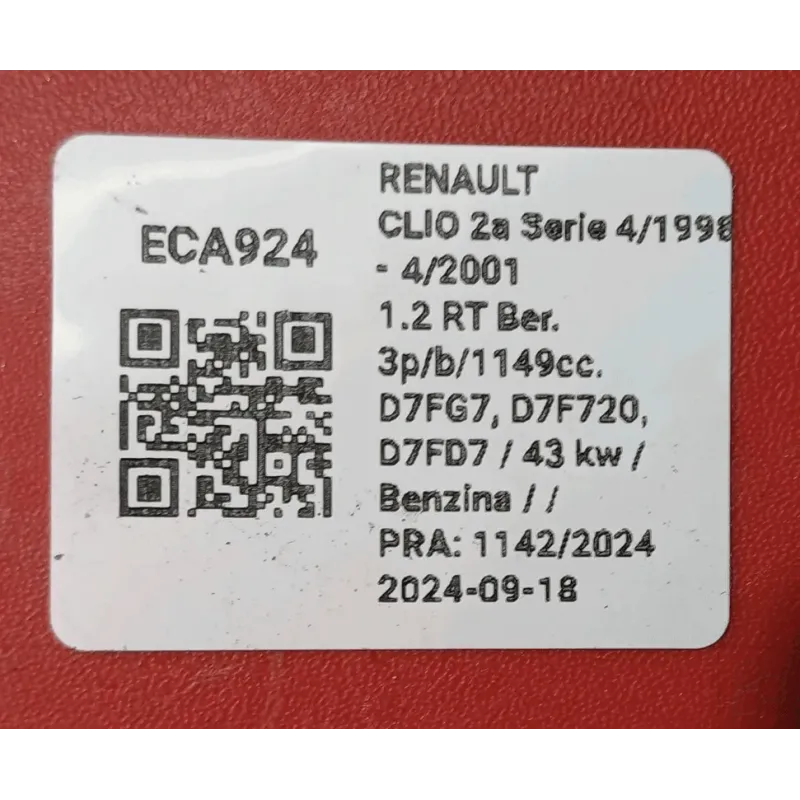 ECA924
RENAULT
CLIO 2a Serie 4/1998
- 4/2001
1.2 RT Ber.
3p/b/1149cc.
D7FG7, D7F720,
D7FD7 / 43 kw /
Benzina / /
PRA: 1142/2024
2024-09-18